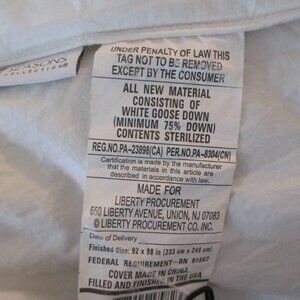 SEASONS
COLLECTION®
UNDER PENALTY OF LAW THIS
TAG NOT TO BE REMOVED
EXCEPT BY THE CONSUMER
ALL NEW MATERIAL
CONSISTING OF
WHITE GOOSE DOWN
(MINIMUM 75% DOWN)
CONTENTS STERILIZED
REG.NO.PA-23898(CA) PER.NO.PA-8304(CN)
Certification is made by the manufacturer
that the materials in this article are
described in accordance with law.
MADE FOR
LIBERTY PROCUREMENT
650 LIBERTY AVENUE, UNION, NJ 07083
© LIBERTY PROCUREMENT CO. INC.
Date of Delivery
Finished Size: 92 x 98 in (233 cm x 248 cm)
FEDERAL REQUIREMENT-RN 91862
COVER MADE IN CHINA
FILLED AND FINISHED IN THE USA